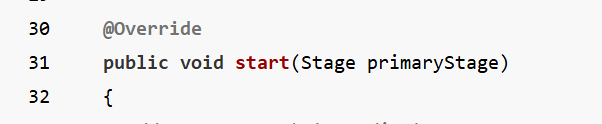 30 @Override
31 public void start(Stage primaryStage)
32 {